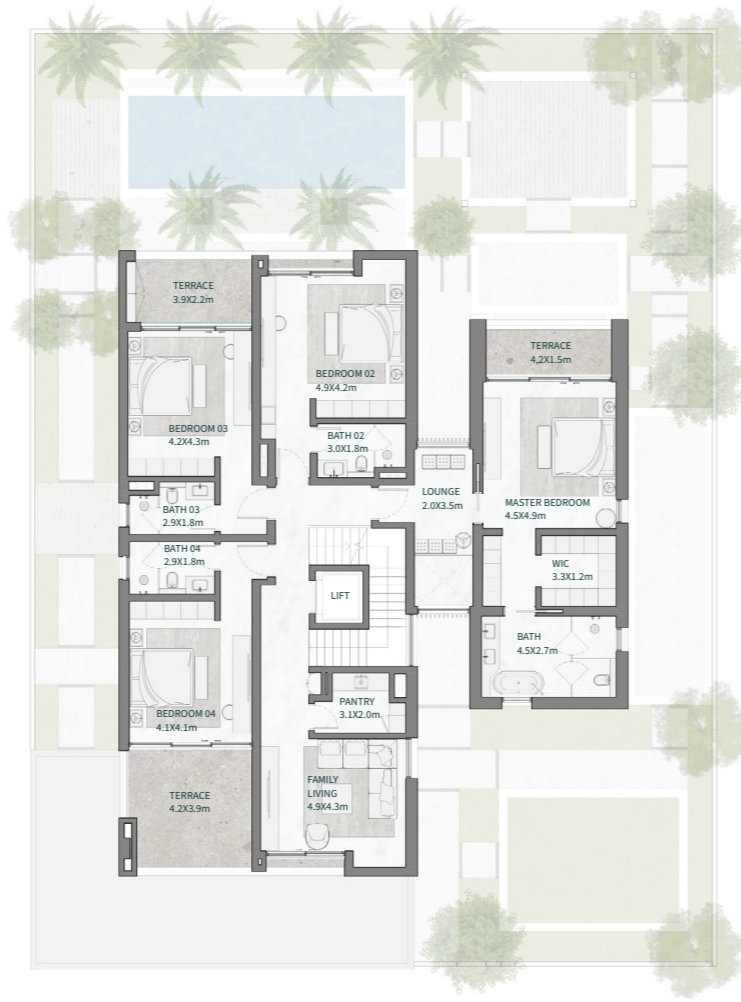 TERRACE
3.9X2.2m
BEDROOM 02
4.9X4.2m
TERRACE
4,2X1.5m
BEDROOM 03
4.2X4.3m
BATH 02
3.0X1.8m
LOUNGE
2.0X3.5m
MASTER BEDROOM
4.5X4.9m
BATH 03
2.9X1.8m
BATH 04
2.9X1.8m
WIC
3.3X1.2m
LIFT
BATH
4.5X2.7m
PANTRY
3.1X2.0m
BEDROOM 04
4.1X4.1m
FAMILY
LIVING
4.9X4.3m
TERRACE
4.2X3.9m